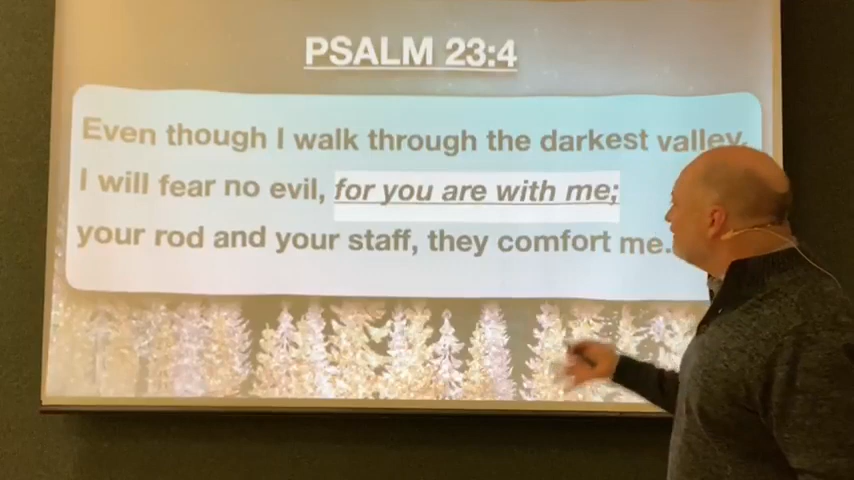 PSALM 23:4
Even though I walk through the darkest valley,
I will fear no evil, for you are with me;
your rod and your staff, they comfort me.